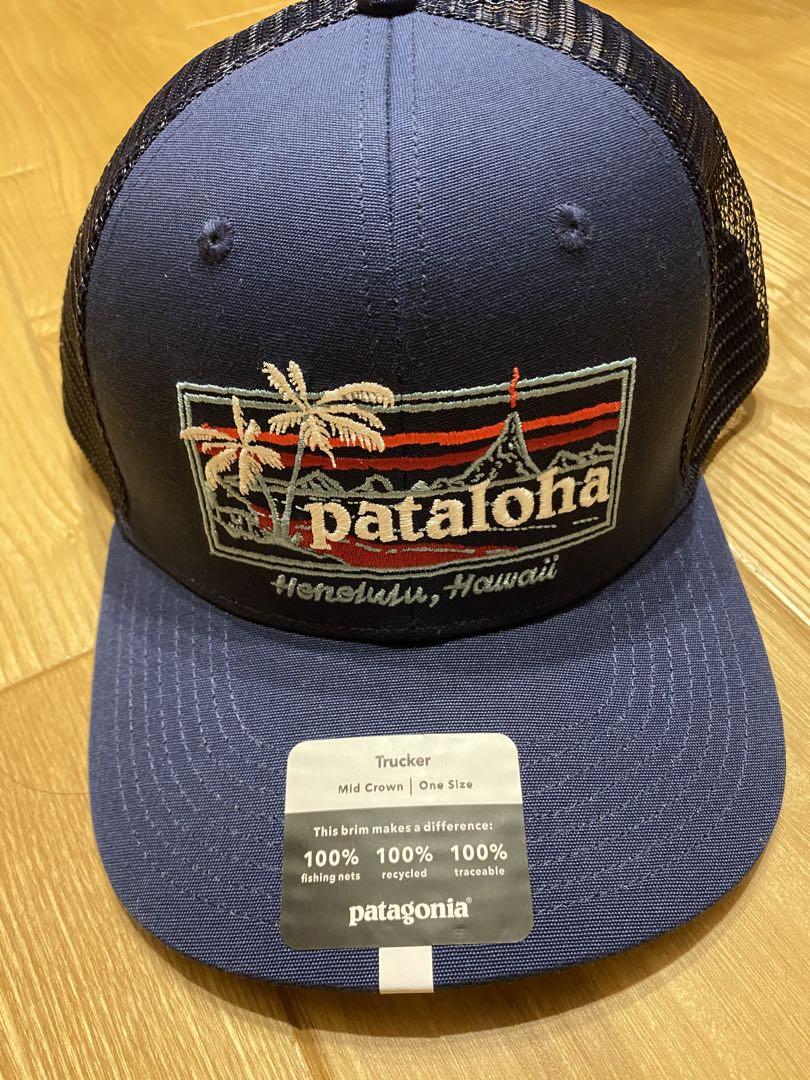 pataloha
Honolulu, Hawaii
Trucker
Mid Crown | One Size
This brim makes a difference:
100% 100% 100%
fishing nets recycled traceable
patagonia®